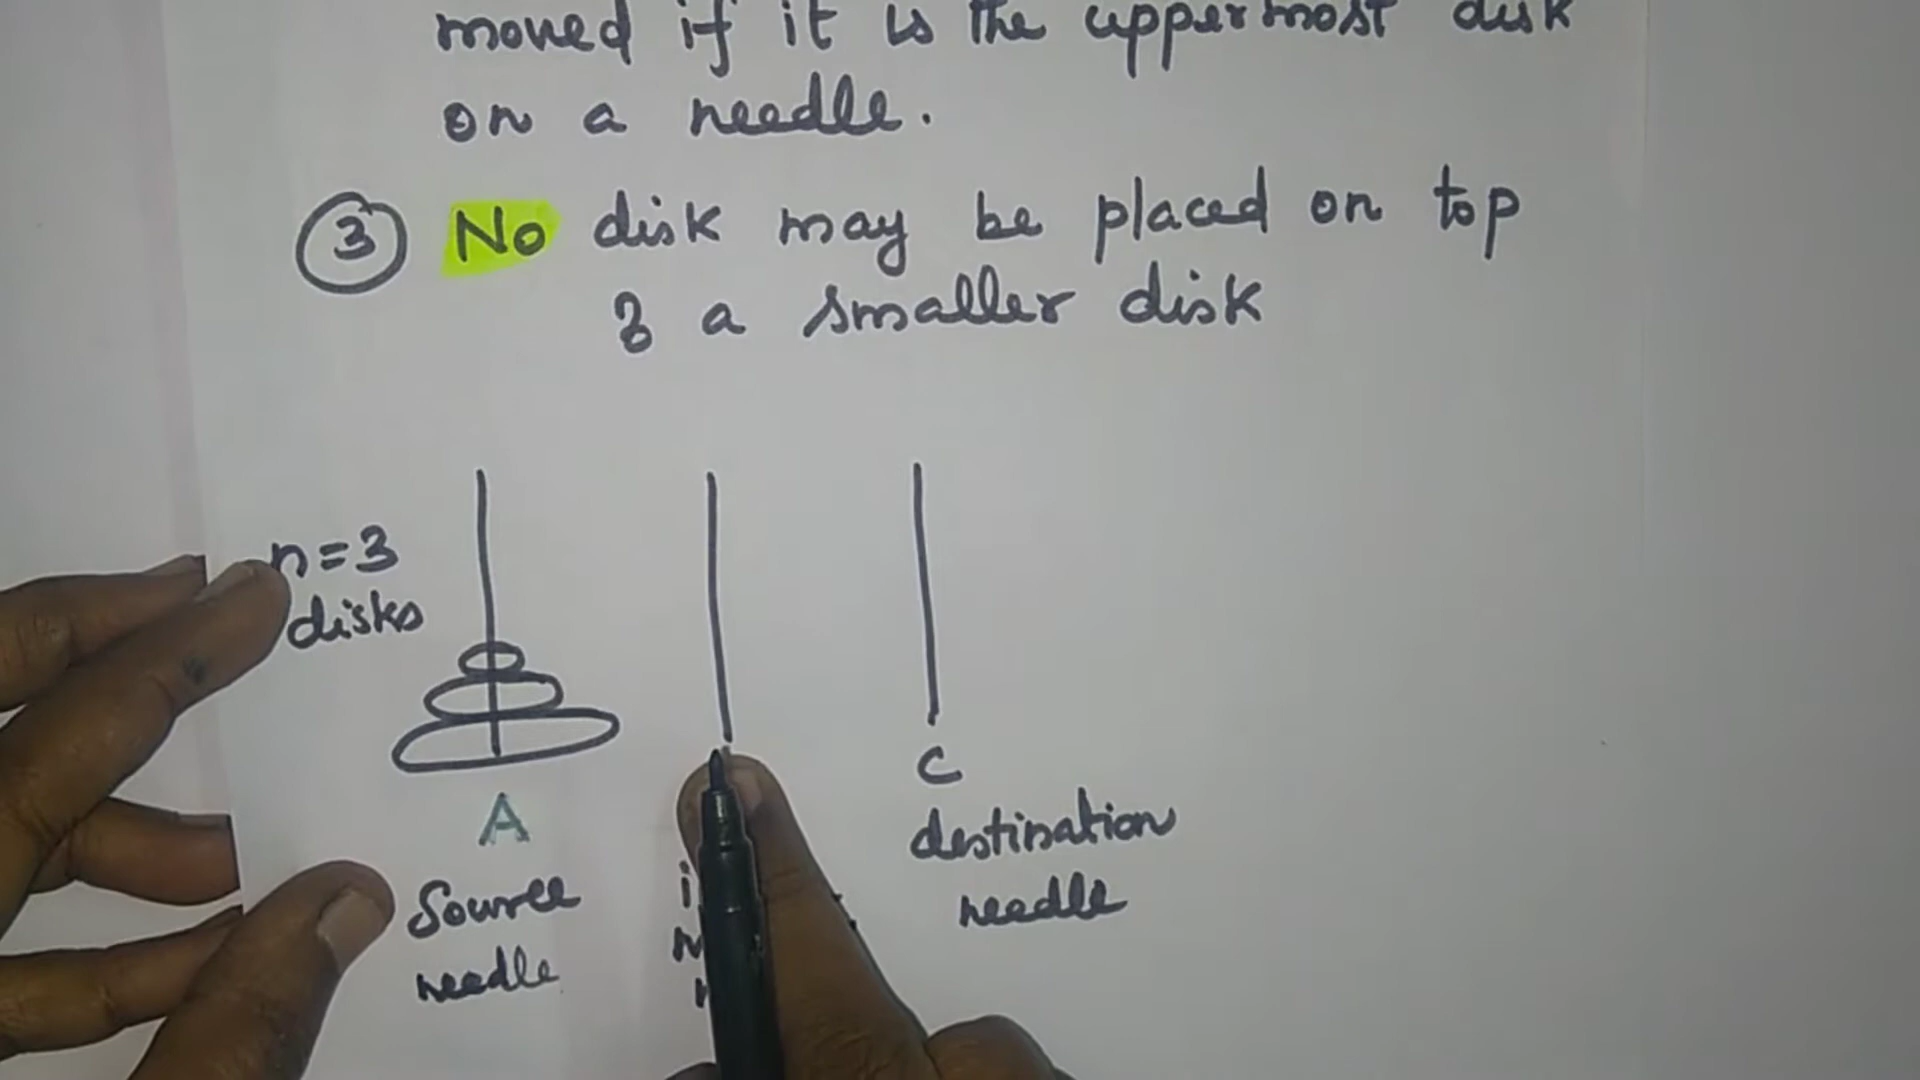 moved if it is the uppermost disk
on a needle.
3 No disk may be placed on top
of a smaller disk
n=3
disks
A
Source
needle
C
destination
needle